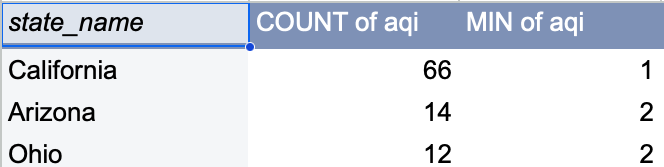 state_name COUNT of aqi MIN of aqi
California 66 1
Arizona 14 2
Ohio 12 2